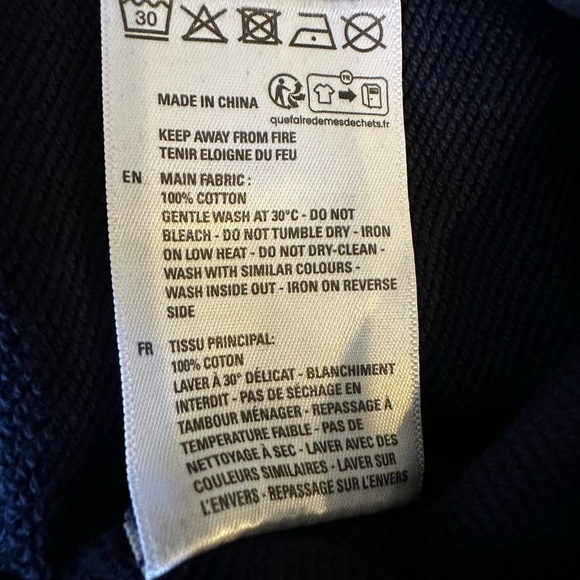 30
MADE IN CHINA
FR
quefairedemesdechets.fr
KEEP AWAY FROM FIRE
TENIR ELOIGNE DU FEU
EN MAIN FABRIC :
100% COTTON
GENTLE WASH AT 30°C - DO NOT
BLEACH - DO NOT TUMBLE DRY - IRON
ON LOW HEAT - DO NOT DRY-CLEAN -
WASH WITH SIMILAR COLOURS -
WASH INSIDE OUT - IRON ON REVERSE
SIDE
FR TISSU PRINCIPAL:
100% COTON
LAVER À 30° DÉLICAT - BLANCHIMENT
INTERDIT - PAS DE SÉCHAGE EN
TAMBOUR MÉNAGER - REPASSAGE À
TEMPERATURE FAIBLE - PAS DE
NETTOYAGE À SEC - LAVER AVEC DES
COULEURS SIMILAIRES - LAVER SUR
L'ENVERS - REPASSAGE SUR L'ENVERS